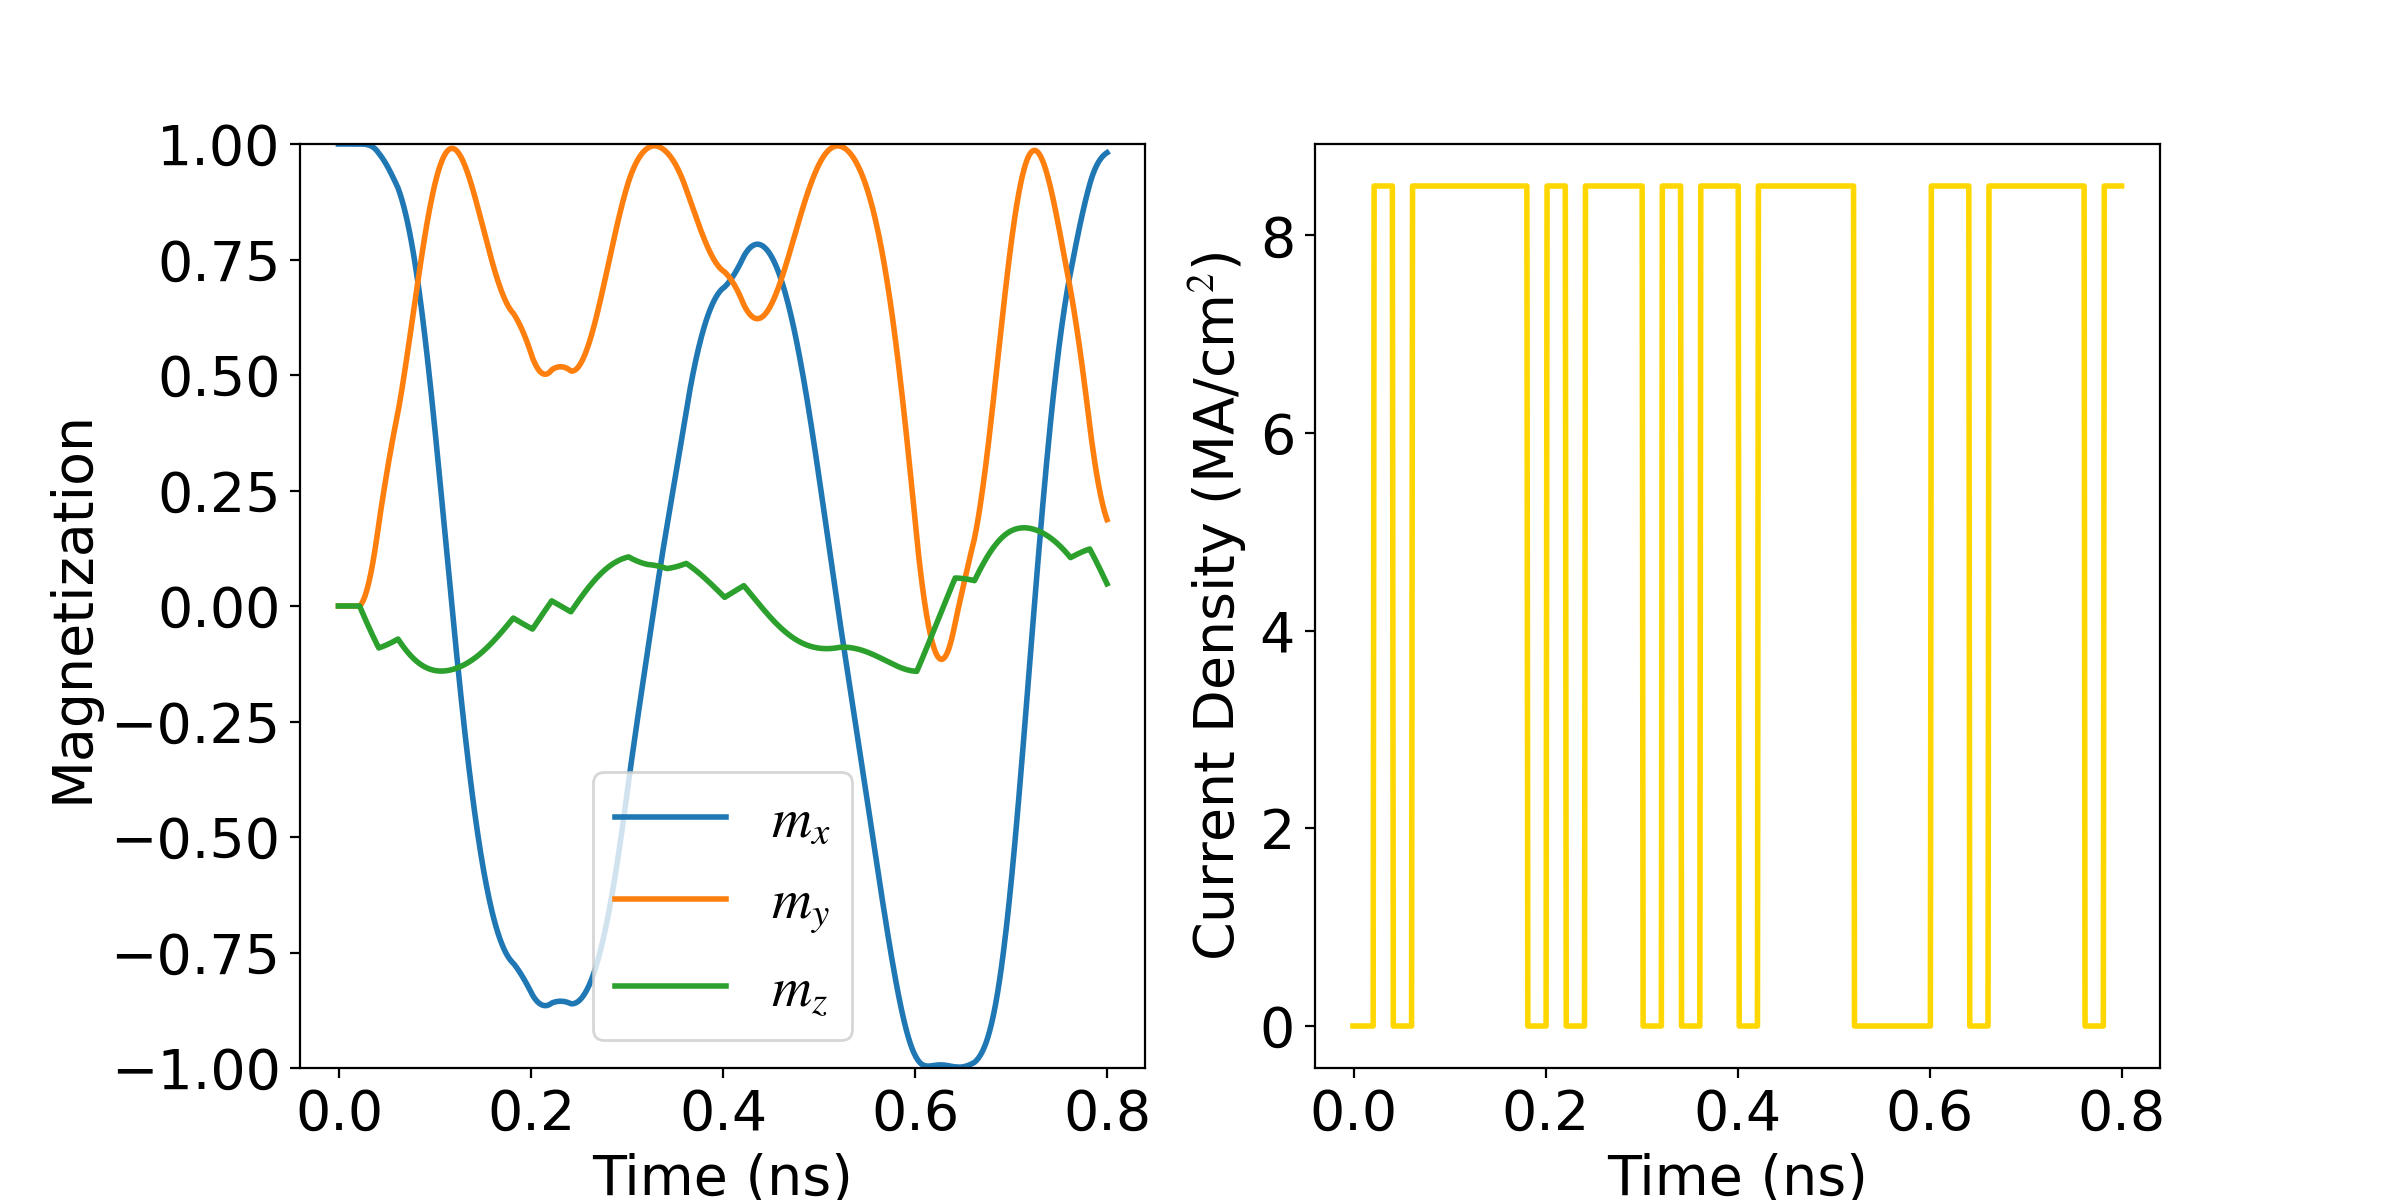 Magnetization
1.00
0.75
0.50
0.25
0.00
−0.25
−0.50
−0.75
−1.00
0.0 0.2 0.4 0.6 0.8
Time (ns)
m_x
m_y
m_z
Current Density (MA/cm²)
8
6
4
2
0
0.0 0.2 0.4 0.6 0.8
Time (ns)